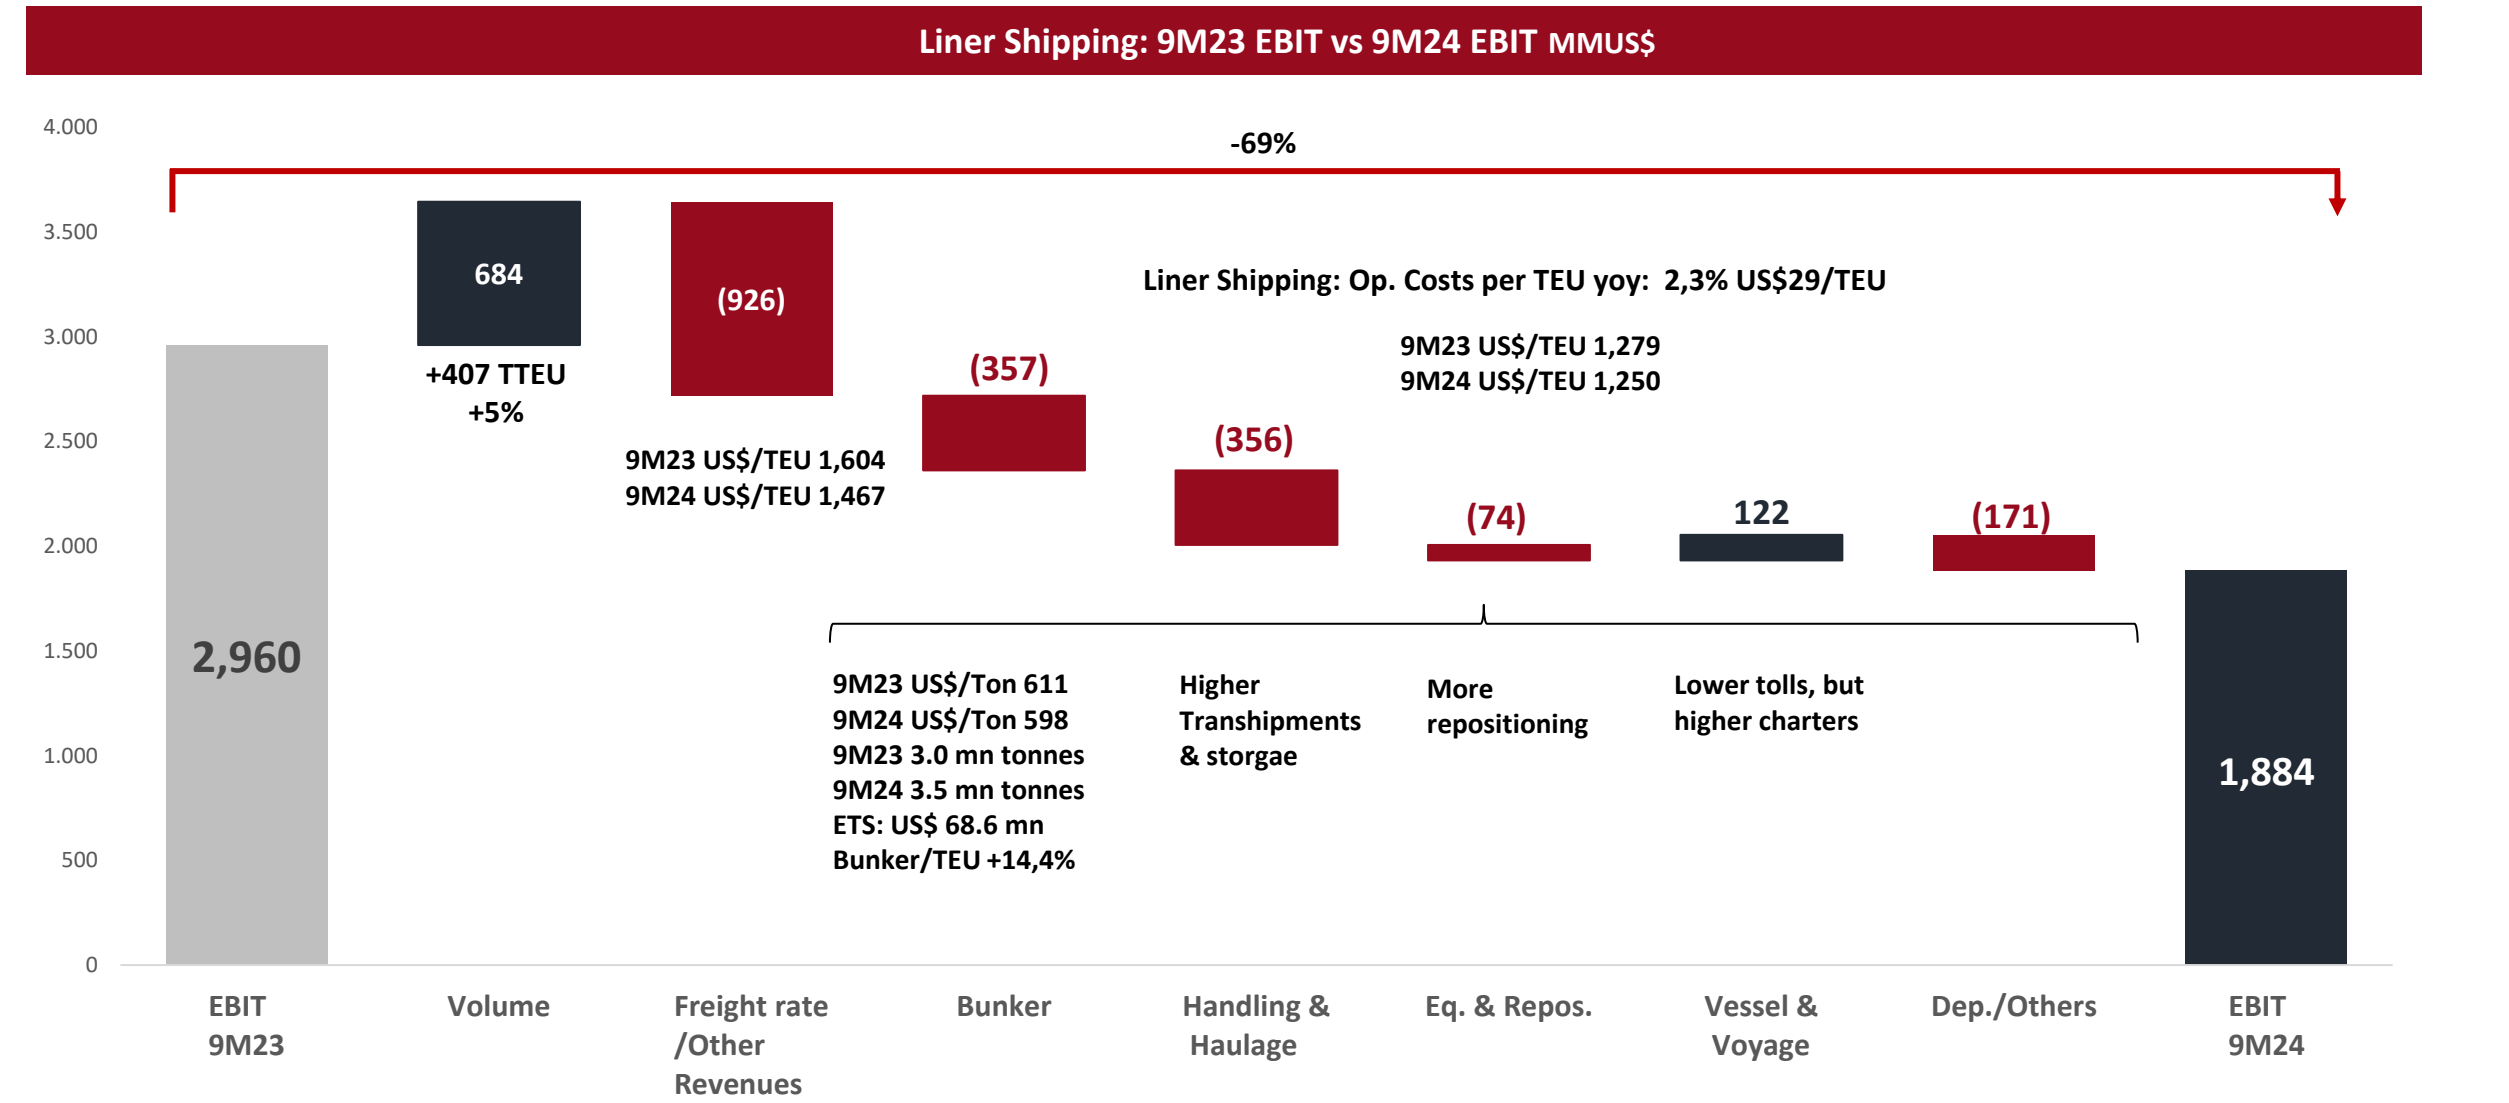 Liner Shipping: 9M23 EBIT vs 9M24 EBIT MMUS$
4.000
3.500
3.000
2.500
2.000
1.500
1.000
500
0
-69%
684
(926)
Liner Shipping: Op. Costs per TEU yoy: 2,3% US$29/TEU
9M23 US$/TEU 1,279
9M24 US$/TEU 1,250
+407 TTEU
+5%
(357)
(356)
9M23 US$/TEU 1,604
9M24 US$/TEU 1,467
(74)
122
(171)
2,960
9M23 US$/Ton 611
9M24 US$/Ton 598
9M23 3.0 mn tonnes
9M24 3.5 mn tonnes
ETS: US$ 68.6 mn
Bunker/TEU +14,4%
Higher
Transhipments
& storgae
More
repositioning
Lower tolls, but
higher charters
1,884
EBIT
9M23
Volume
Freight rate
/Other
Revenues
Bunker
Handling &
Haulage
Eq. & Repos.
Vessel &
Voyage
Dep./Others
EBIT
9M24